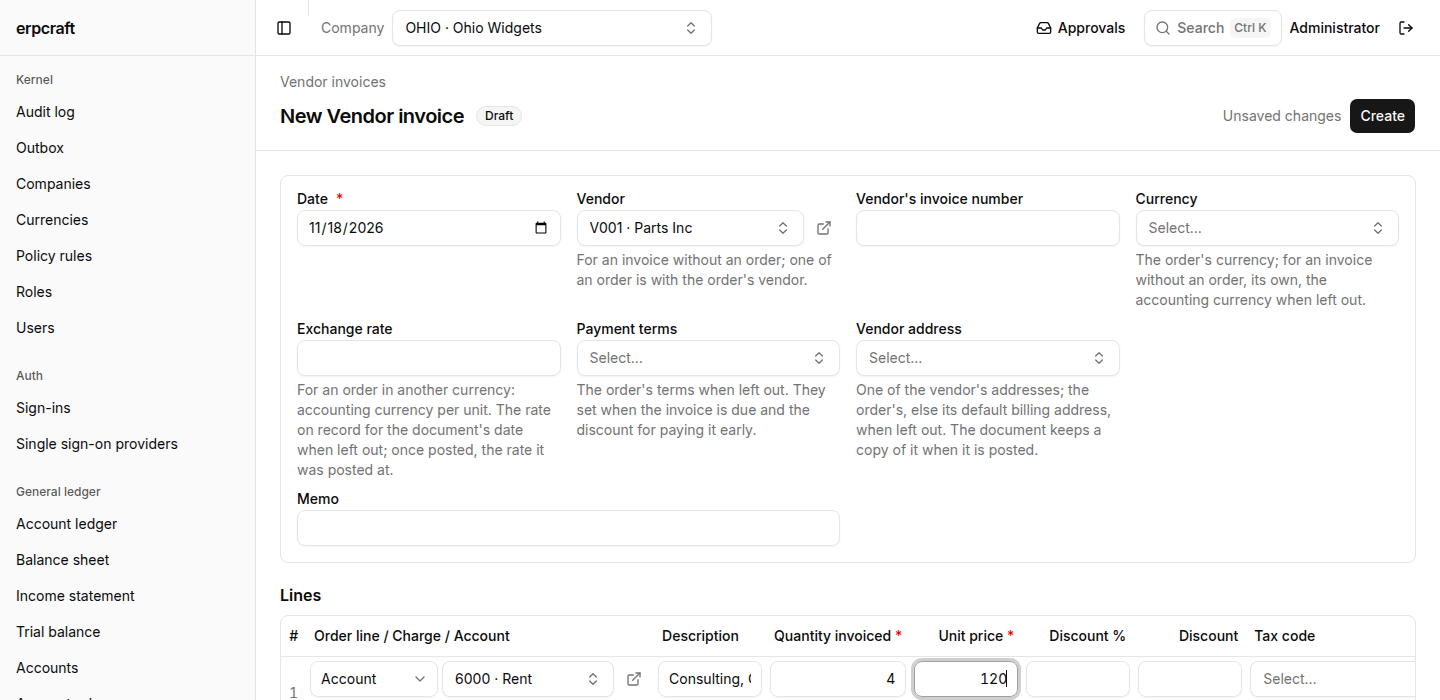 erpcraft
Company
OHIO · Ohio Widgets
Approvals
Search Ctrl K
Administrator
Kernel
Audit log
Outbox
Companies
Currencies
Policy rules
Roles
Users
Auth
Sign-ins
Single sign-on providers
General ledger
Account ledger
Balance sheet
Income statement
Trial balance
Accounts
Vendor invoices
New Vendor invoice Draft
Unsaved changes
Create
Date *
11/18/2026
Vendor
V001 · Parts Inc
For an invoice without an order; one of
an order is with the order's vendor.
Vendor's invoice number
Currency
Select...
The order's currency; for an invoice
without an order, its own, the
accounting currency when left out.
Exchange rate
For an order in another currency:
accounting currency per unit. The rate
on record for the document's date
when left out; once posted, the rate it
was posted at.
Payment terms
Select...
The order's terms when left out. They
set when the invoice is due and the
discount for paying it early.
Vendor address
Select...
One of the vendor's addresses; the
order's, else its default billing address,
when left out. The document keeps a
copy of it when it is posted.
Memo
Lines
# Order line / Charge / Account Description Quantity invoiced * Unit price * Discount % Discount Tax code
1 Account 6000 · Rent Consulting, 4 120 Select...